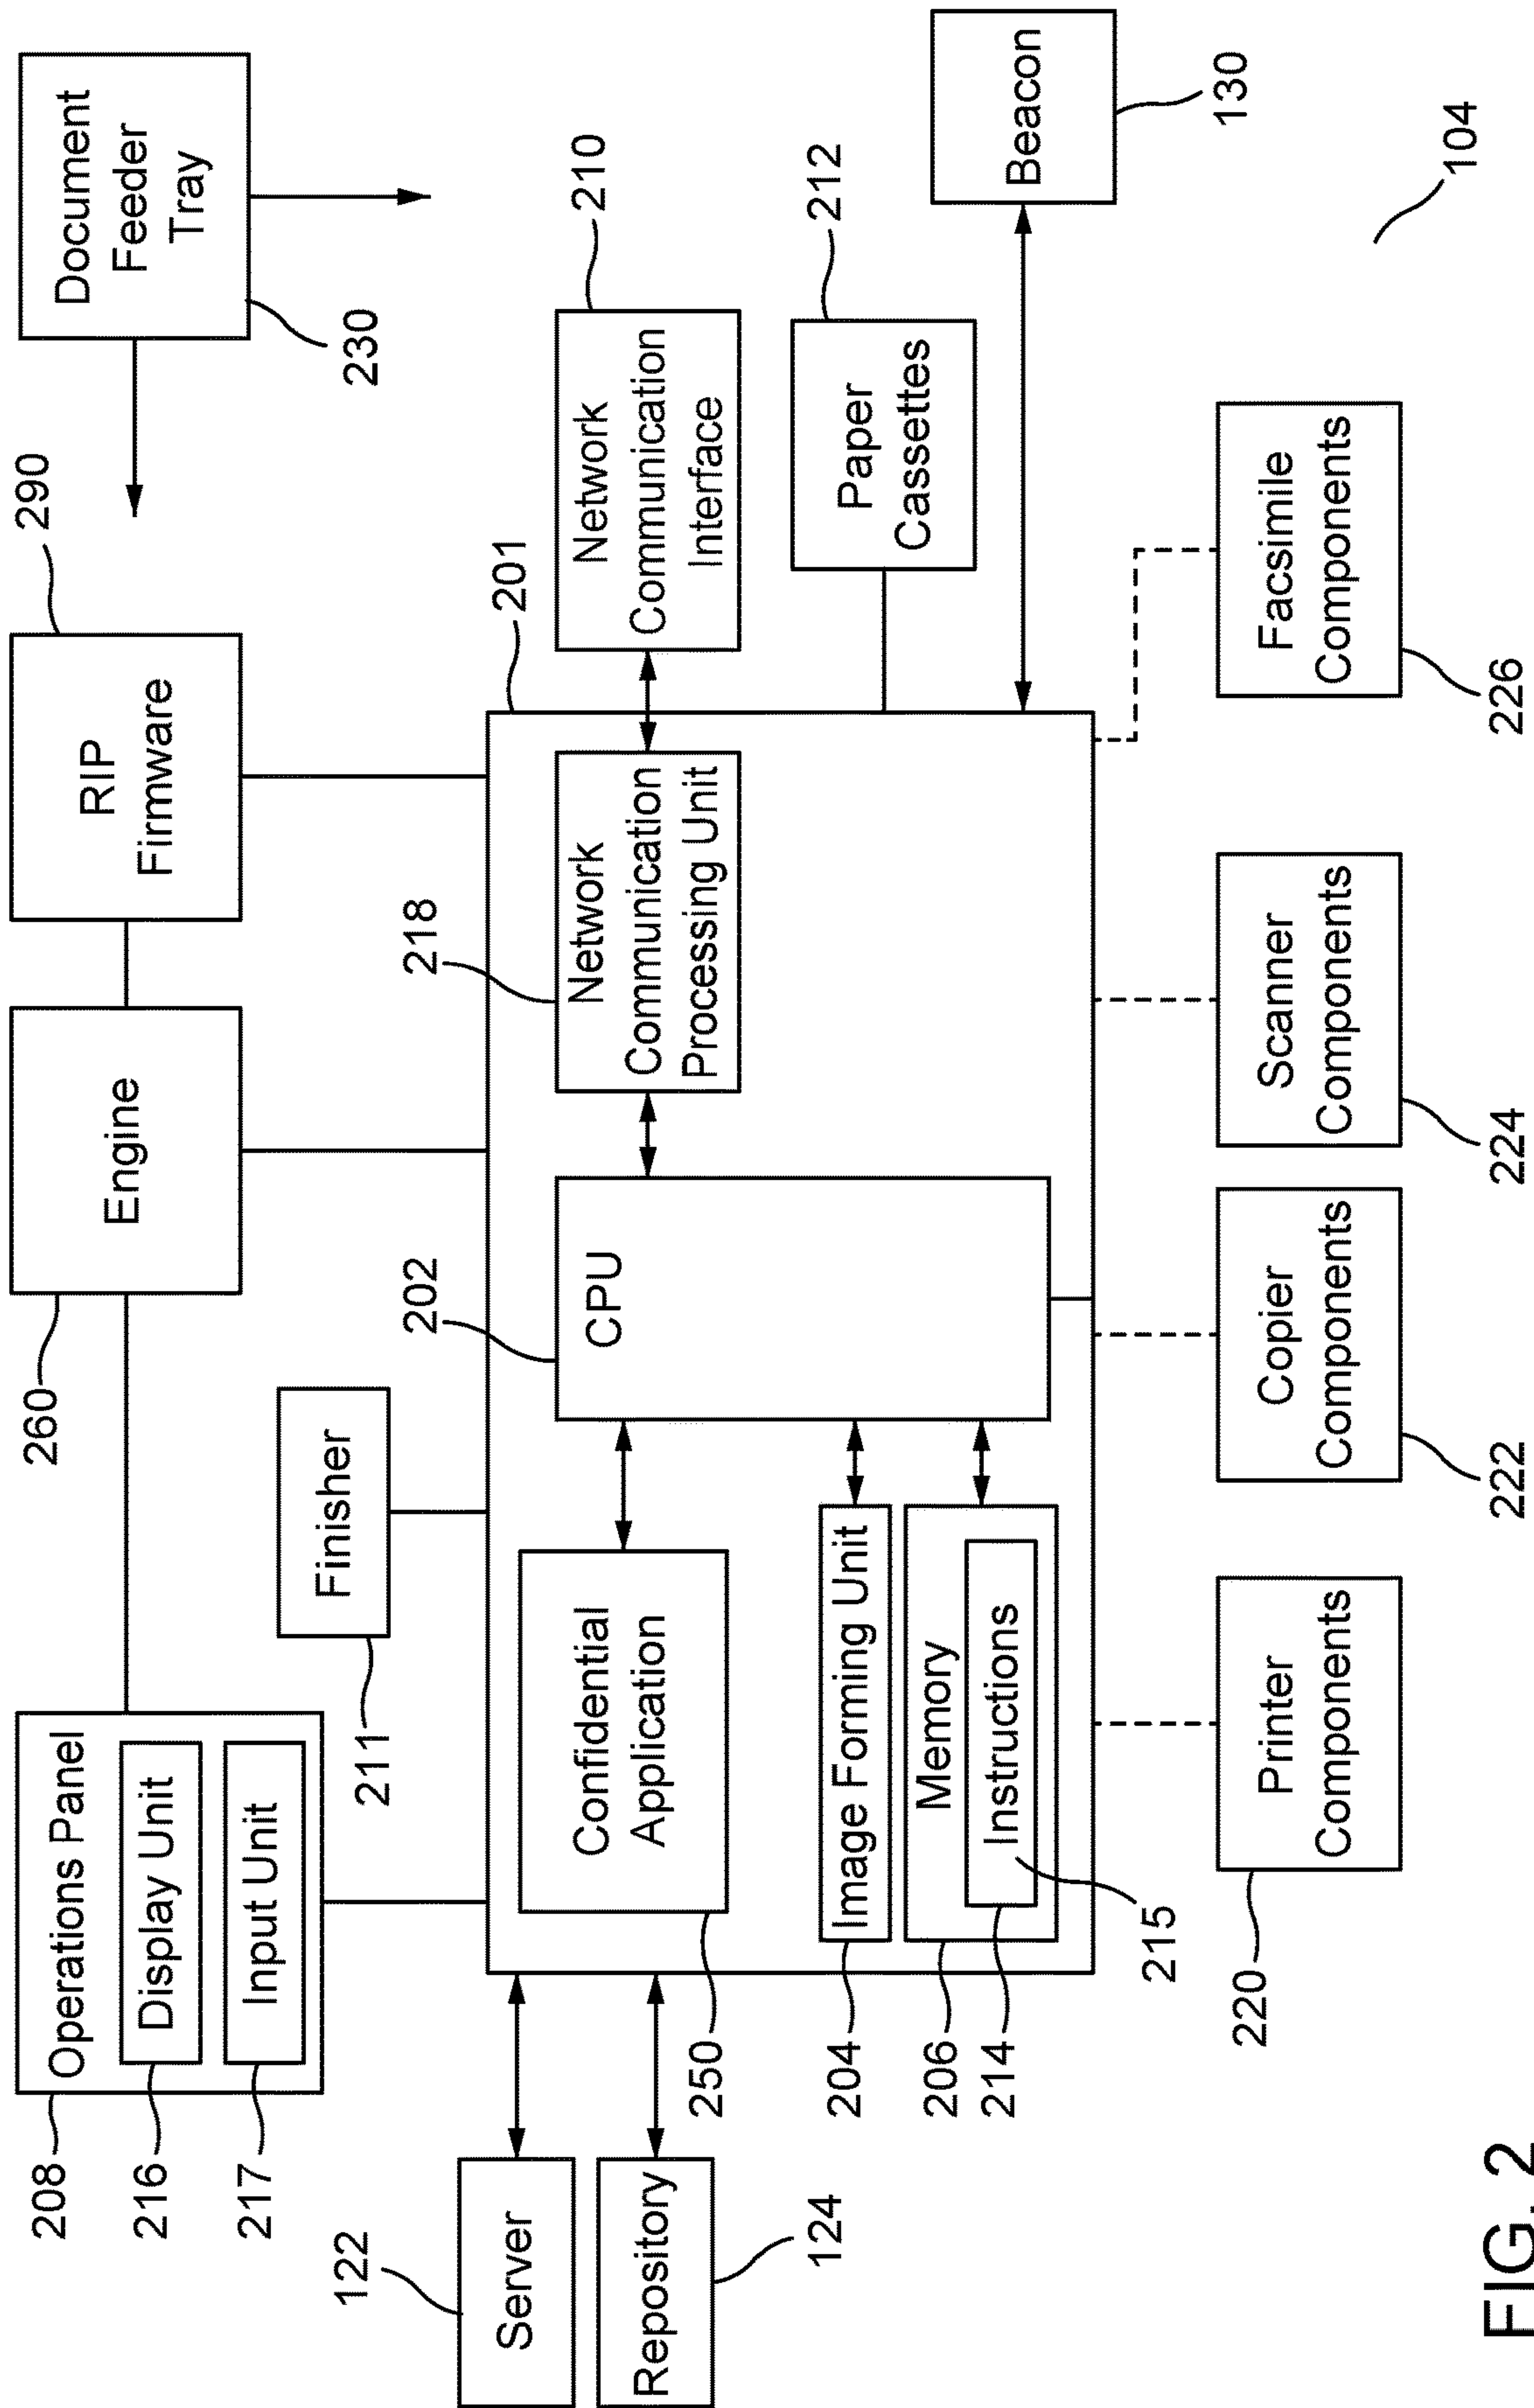 208
Operations Panel
216
Display Unit
217
Input Unit
260
Engine
290
RIP
Firmware
Document
Feeder
Tray
230
211
Finisher
122
Server
Repository
124
201
202
CPU
218
Network
Communication
Processing Unit
Network
Communication
Interface
210
Confidential
Application
250
Image Forming Unit
204
Memory
206
Instructions
214
215
Paper
Cassettes
212
Beacon
130
Printer
Components
220
Copier
Components
222
Scanner
Components
224
Facsimile
Components
226
104
FIG. 2